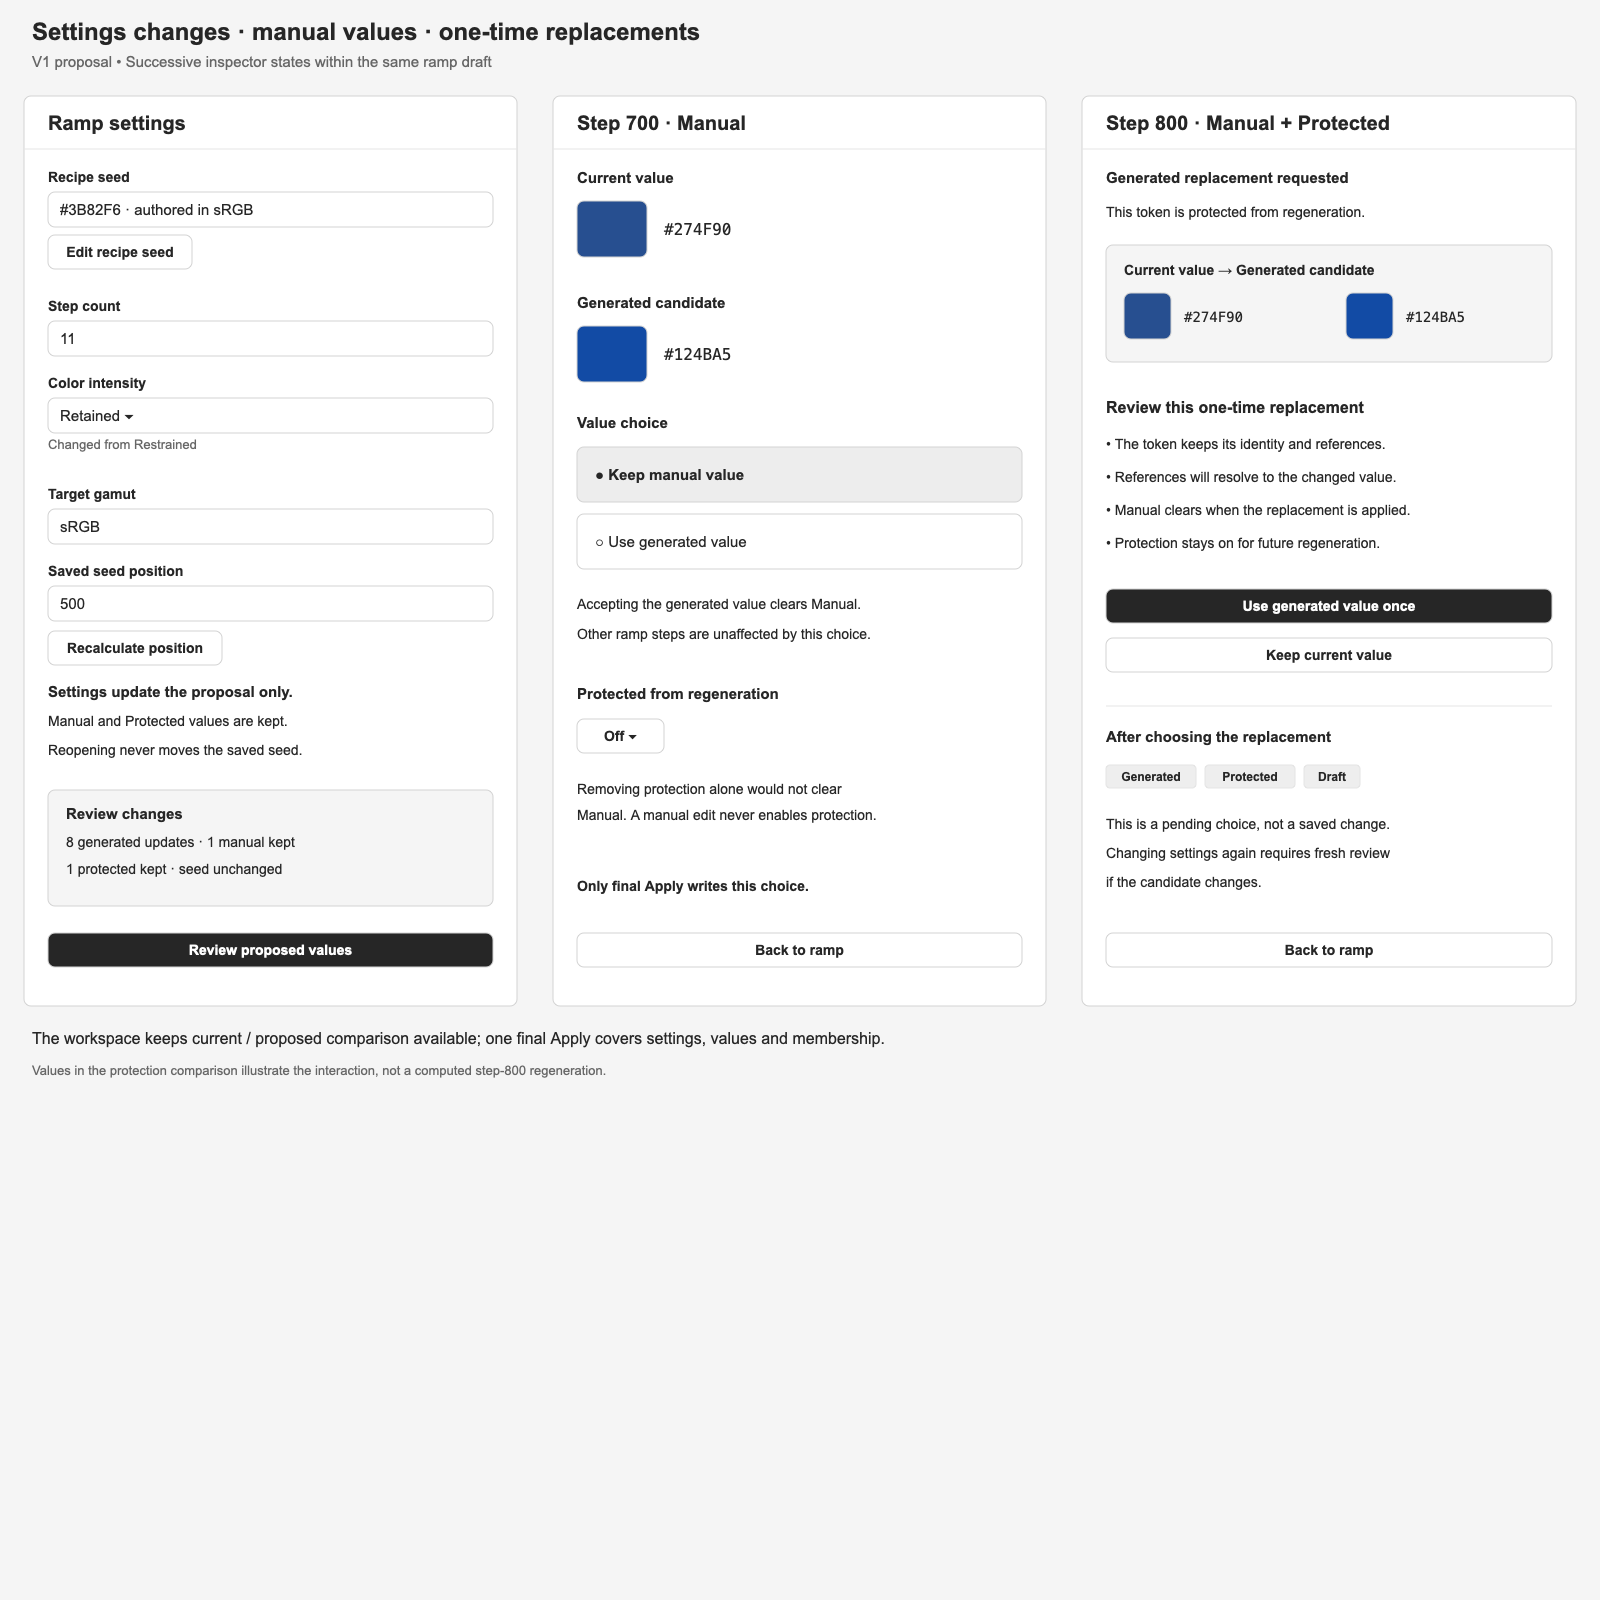 Settings changes · manual values · one-time replacements
V1 proposal • Successive inspector states within the same ramp draft
Ramp settings
Recipe seed
#3B82F6 · authored in sRGB
Edit recipe seed
Step count
11
Color intensity
Retained
Changed from Restrained
Target gamut
sRGB
Saved seed position
500
Recalculate position
Settings update the proposal only.
Manual and Protected values are kept.
Reopening never moves the saved seed.
Review changes
8 generated updates · 1 manual kept
1 protected kept · seed unchanged
Review proposed values
Step 700 · Manual
Current value
#274F90
Generated candidate
#124BA5
Value choice
● Keep manual value
○ Use generated value
Accepting the generated value clears Manual.
Other ramp steps are unaffected by this choice.
Protected from regeneration
Off
Removing protection alone would not clear
Manual. A manual edit never enables protection.
Only final Apply writes this choice.
Back to ramp
Step 800 · Manual + Protected
Generated replacement requested
This token is protected from regeneration.
Current value → Generated candidate
#274F90 #124BA5
Review this one-time replacement
• The token keeps its identity and references.
• References will resolve to the changed value.
• Manual clears when the replacement is applied.
• Protection stays on for future regeneration.
Use generated value once
Keep current value
After choosing the replacement
Generated Protected Draft
This is a pending choice, not a saved change.
Changing settings again requires fresh review
if the candidate changes.
Back to ramp
The workspace keeps current / proposed comparison available; one final Apply covers settings, values and membership.
Values in the protection comparison illustrate the interaction, not a computed step-800 regeneration.